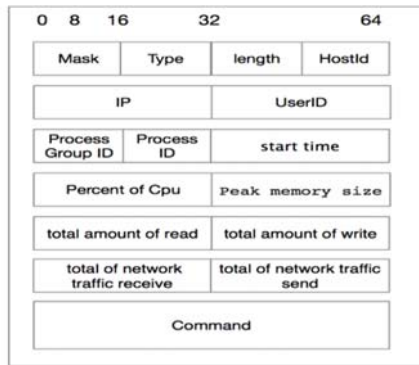 0 8 16 32 64
Mask Type length HostId
IP UserID
Process Group ID Process ID start time
Percent of Cpu Peak memory size
total amount of read total amount of write
total of network traffic receive total of network traffic send
Command